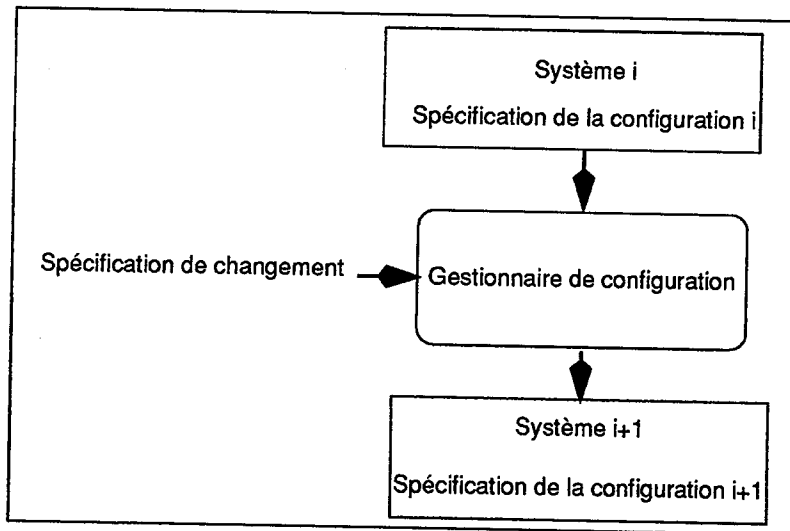 Système i
Spécification de la configuration i
Spécification de changement
Gestionnaire de configuration
Système i+1
Spécification de la configuration i+1